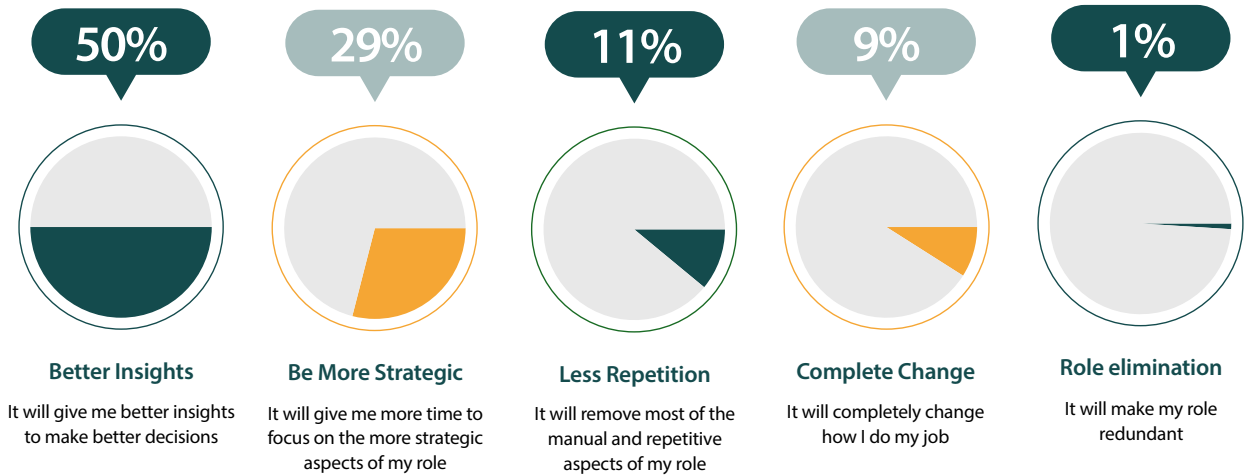 50%
29%
11%
9%
1%
Better Insights
It will give me better insights
to make better decisions
Be More Strategic
It will give me more time to
focus on the more strategic
aspects of my role
Less Repetition
It will remove most of the
manual and repetitive
aspects of my role
Complete Change
It will completely change
how I do my job
Role elimination
It will make my role
redundant